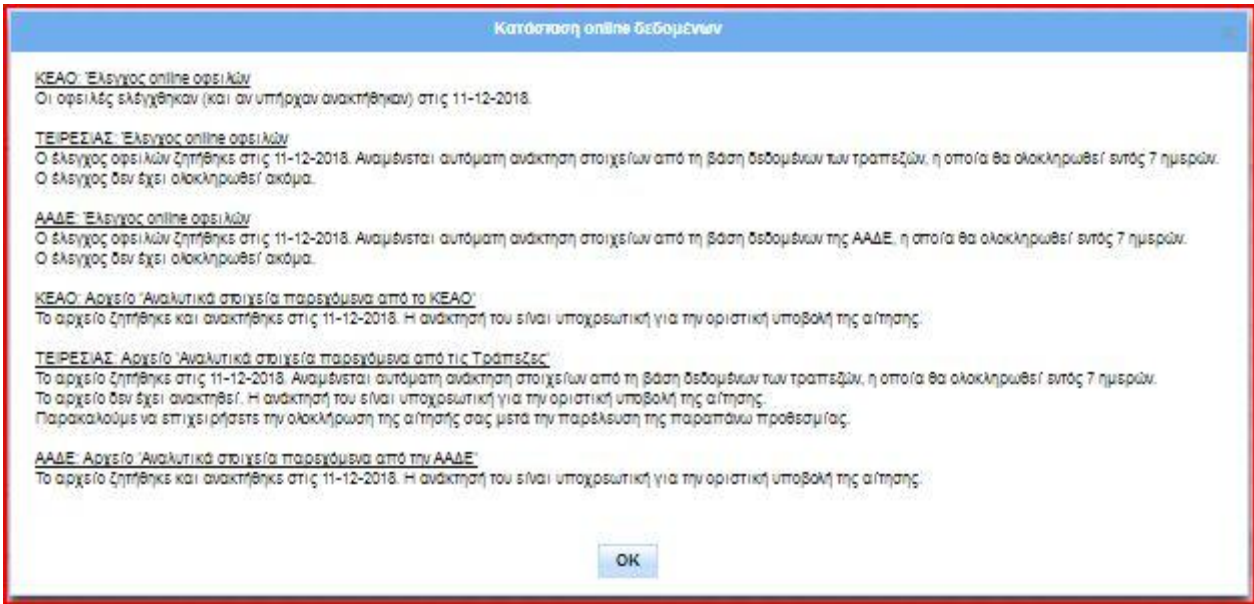 Κατάσταση online δεδομένων
ΚΕΑΟ: Έλεγχος online οφειλών
Οι οφειλές ελέγχθηκαν (και αν υπήρχαν ανακτήθηκαν) στις 11-12-2018.
ΤΕΙΡΕΣΙΑΣ: Έλεγχος online οφειλών
Ο έλεγχος οφειλών ζητήθηκε στις 11-12-2018. Αναμένεται αυτόματη ανάκτηση στοιχείων από τη βάση δεδομένων των τραπεζών, η οποία θα ολοκληρωθεί εντός 7 ημερών.
Ο έλεγχος δεν έχει ολοκληρωθεί ακόμα.
ΑΑΔΕ: Έλεγχος online οφειλών
Ο έλεγχος οφειλών ζητήθηκε στις 11-12-2018. Αναμένεται αυτόματη ανάκτηση στοιχείων από τη βάση δεδομένων της ΑΑΔΕ, η οποία θα ολοκληρωθεί εντός 7 ημερών.
Ο έλεγχος δεν έχει ολοκληρωθεί ακόμα.
ΚΕΑΟ: Αρχείο 'Αναλυτικά στοιχεία παρεχόμενα από το ΚΕΑΟ'
Το αρχείο ζητήθηκε και ανακτήθηκε στις 11-12-2018. Η ανάκτησή του είναι υποχρεωτική για την οριστική υποβολή της αίτησης.
ΤΕΙΡΕΣΙΑΣ: Αρχείο 'Αναλυτικά στοιχεία παρεχόμενα από τις Τράπεζες'
Το αρχείο ζητήθηκε στις 11-12-2018. Αναμένεται αυτόματη ανάκτηση στοιχείων από τη βάση δεδομένων των τραπεζών, η οποία θα ολοκληρωθεί εντός 7 ημερών.
Το αρχείο δεν έχει ανακτηθεί. Η ανάκτησή του είναι υποχρεωτική για την οριστική υποβολή της αίτησης.
Παρακαλούμε να επιχειρήσετε την ολοκλήρωση της αίτησής σας μετά την παρέλευση της παραπάνω προθεσμίας.
ΑΑΔΕ: Αρχείο 'Αναλυτικά στοιχεία παρεχόμενα από την ΑΑΔΕ'
Το αρχείο ζητήθηκε και ανακτήθηκε στις 11-12-2018. Η ανάκτησή του είναι υποχρεωτική για την οριστική υποβολή της αίτησης.
OK